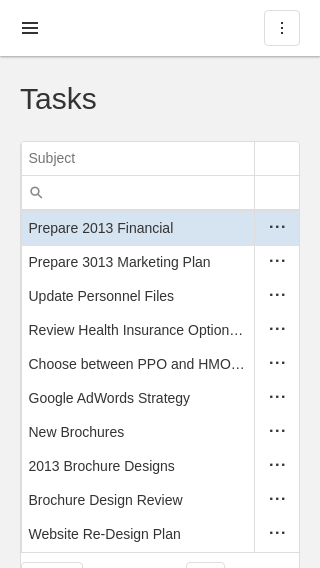 Tasks
Subject
Prepare 2013 Financial
Prepare 3013 Marketing Plan
Update Personnel Files
Review Health Insurance Option…
Choose between PPO and HMO…
Google AdWords Strategy
New Brochures
2013 Brochure Designs
Brochure Design Review
Website Re-Design Plan